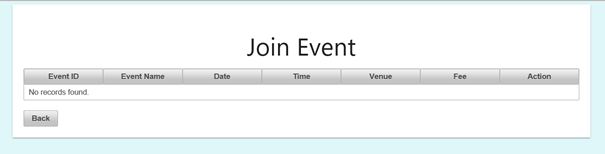 Join Event
Event ID Event Name Date Time Venue Fee Action
No records found.
Back